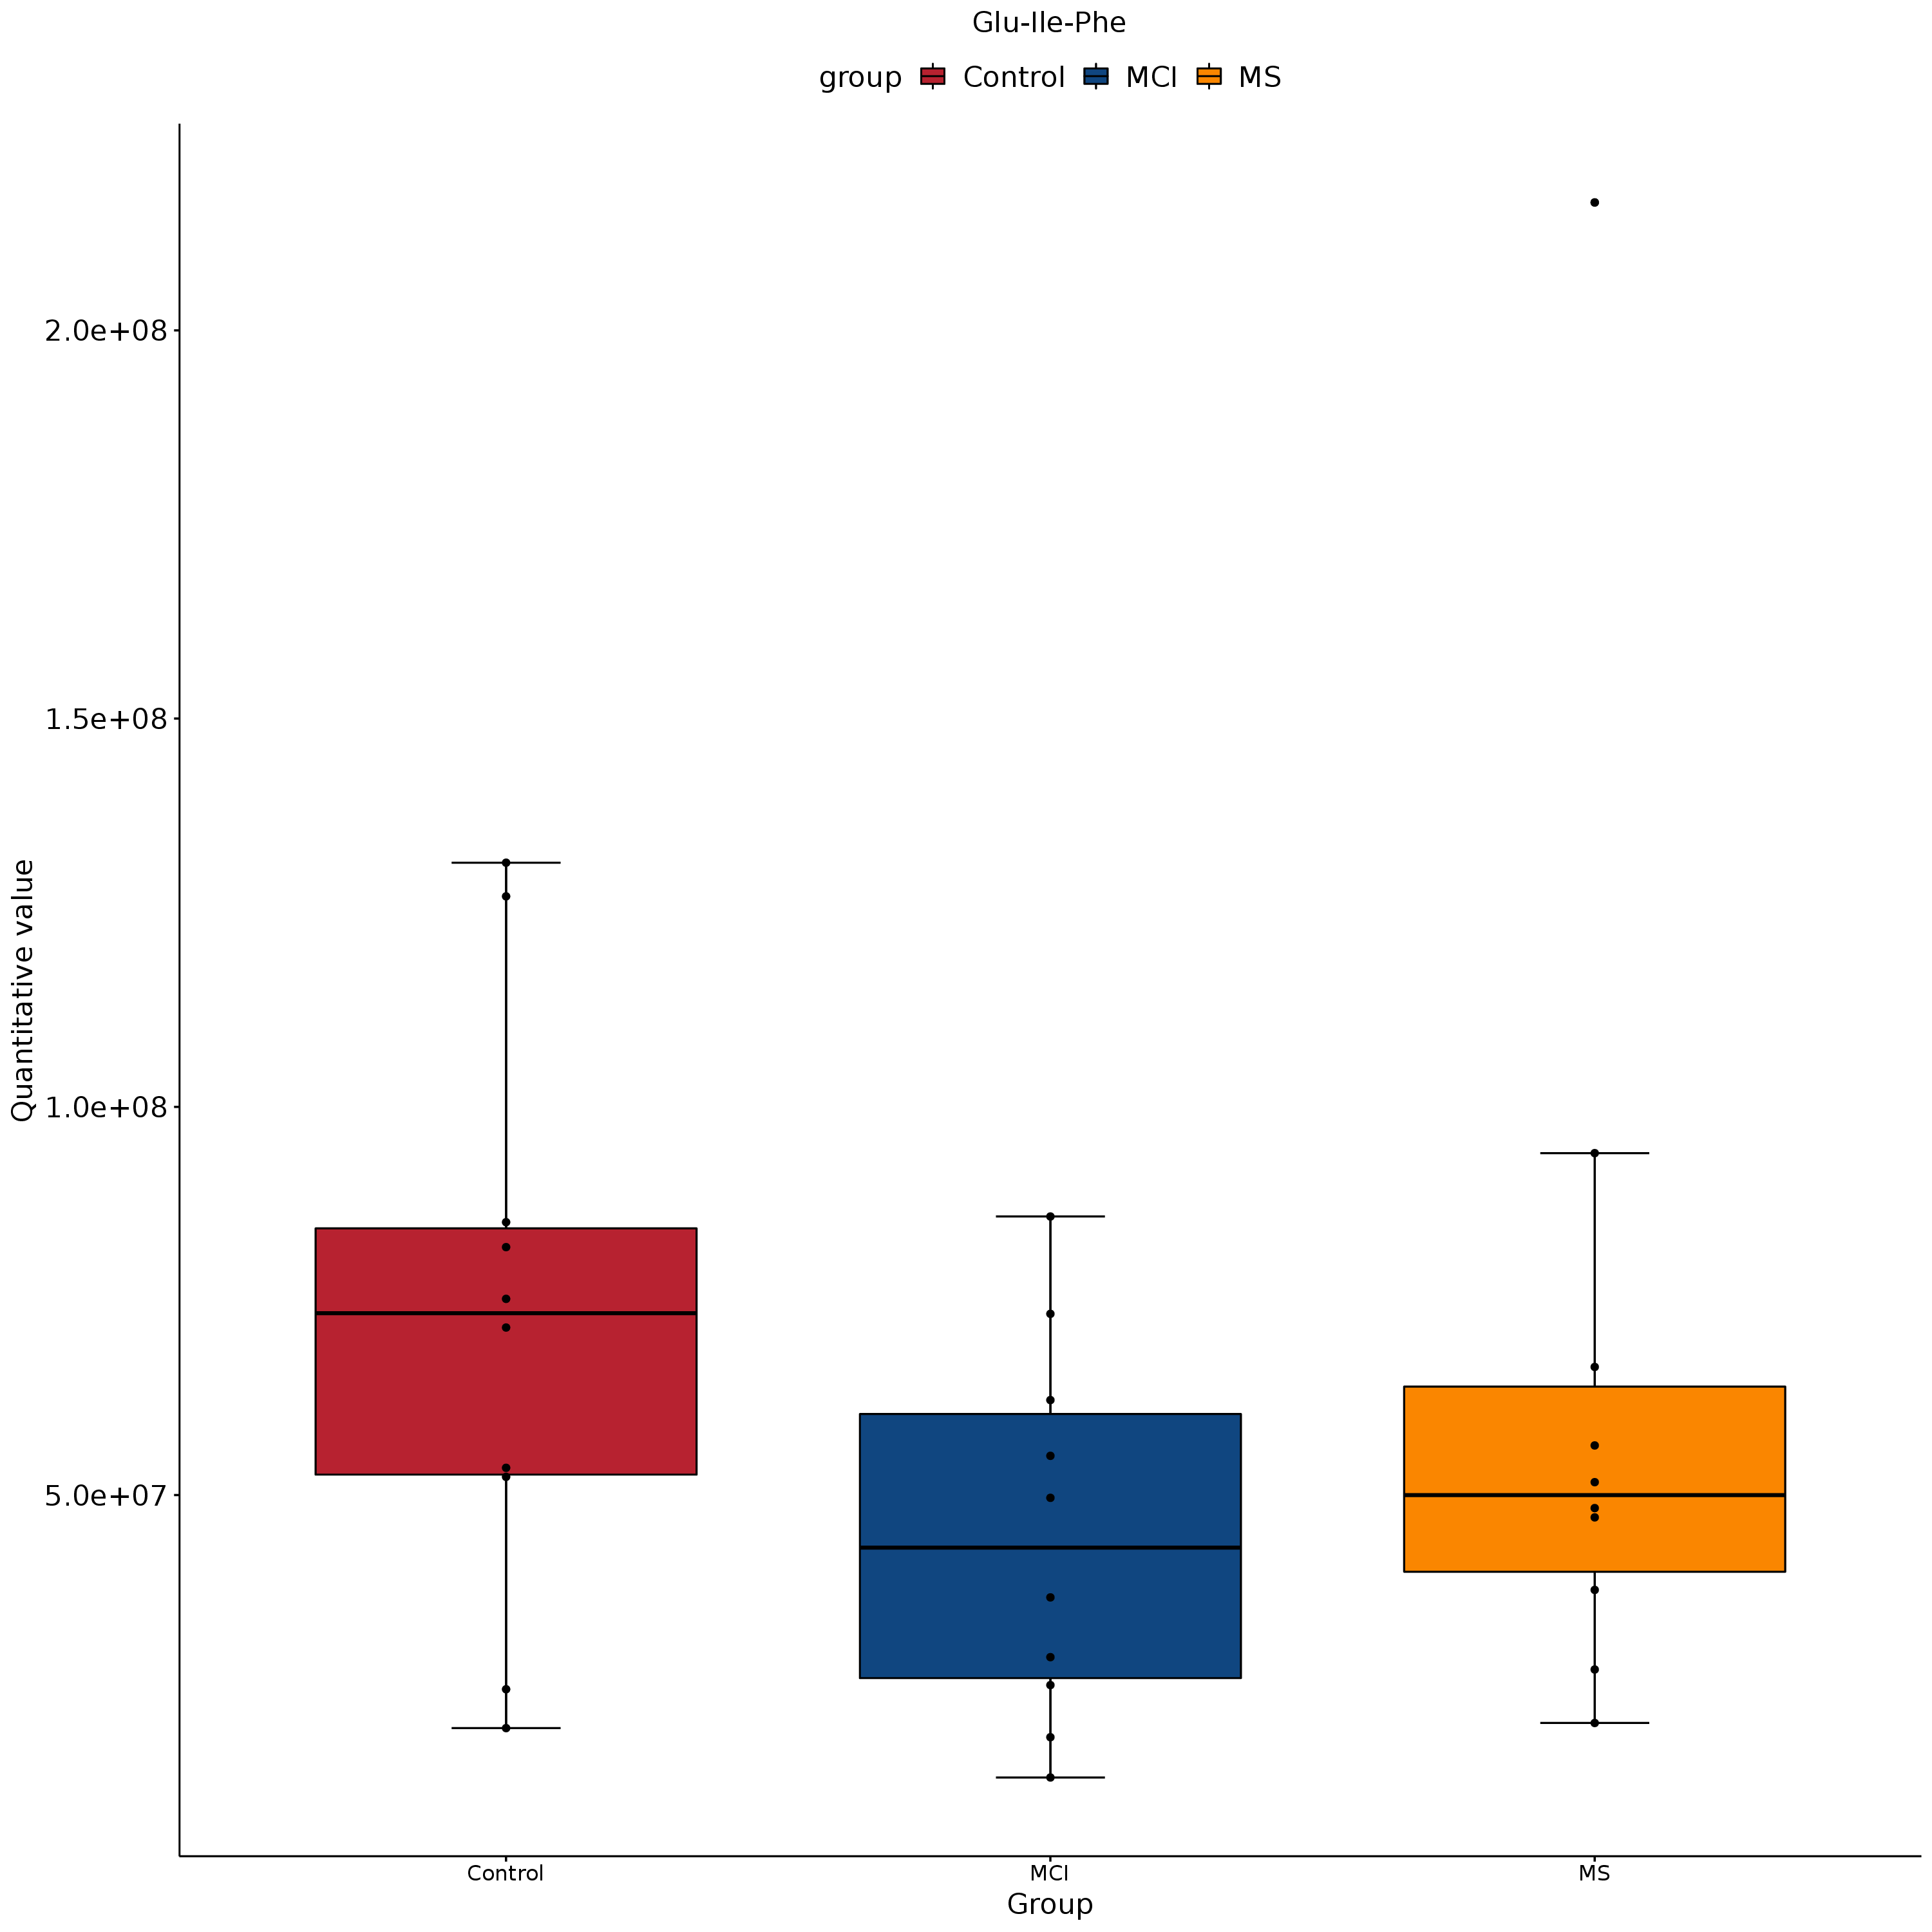 Glu-Ile-Phe
group Control MCI MS
Quantitative value
2.0e+08
1.5e+08
1.0e+08
5.0e+07
Control MCI MS
Group